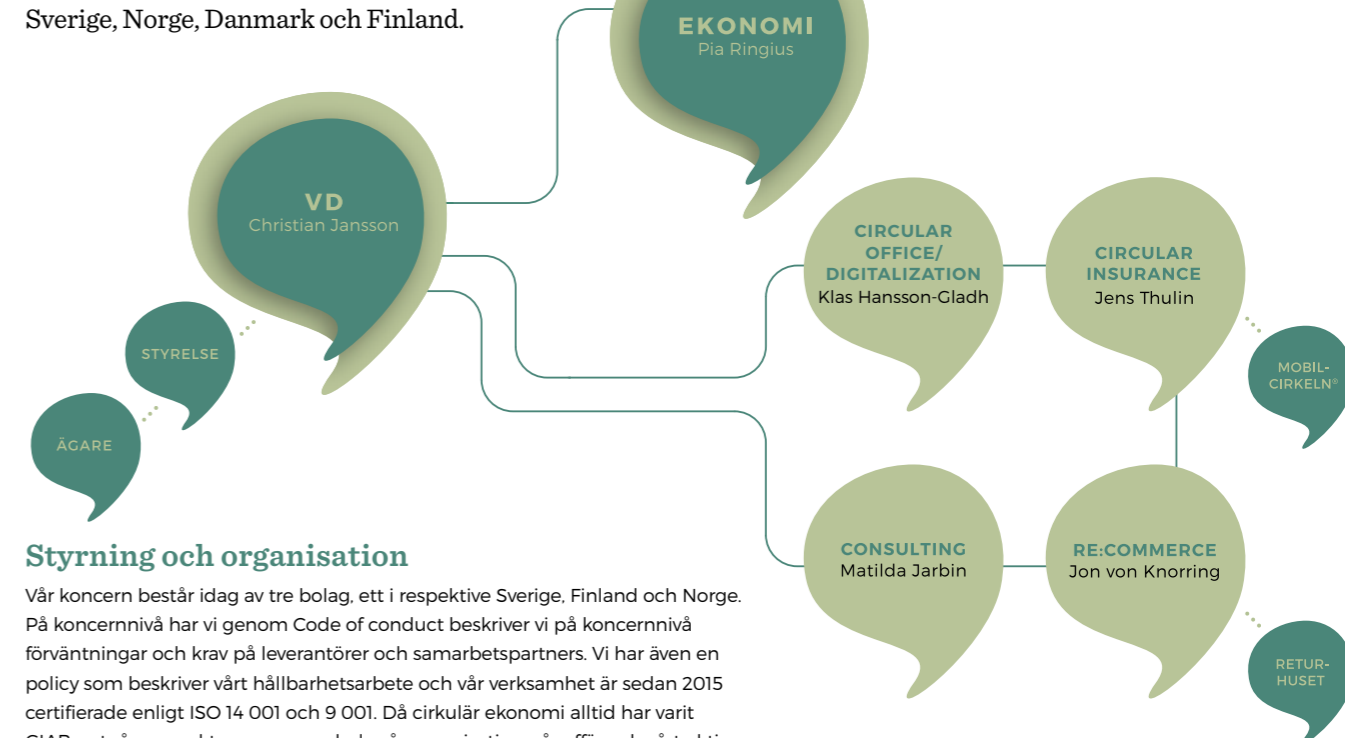 Sverige, Norge, Danmark och Finland.
EKONOMI
Pia Ringius
VD
Christian Jansson
STYRELSE
ÄGARE
CIRCULAR
OFFICE/
DIGITALIZATION
Klas Hansson-Gladh
CIRCULAR
INSURANCE
Jens Thulin
MOBIL-
CIRKELN®
CONSULTING
Matilda Jarbin
RE:COMMERCE
Jon von Knorring
RETUR-
HUSET
Styrning och organisation
Vår koncern består idag av tre bolag, ett i respektive Sverige, Finland och Norge.
På koncernnivå har vi genom Code of conduct beskriver vi på koncernnivå
förväntningar och krav på leverantörer och samarbetspartners. Vi har även en
policy som beskriver vårt hållbarhetsarbete och vår verksamhet är sedan 2015
certifierade enligt ISO 14 001 och 9 001. Då cirkulär ekonomi alltid har varit